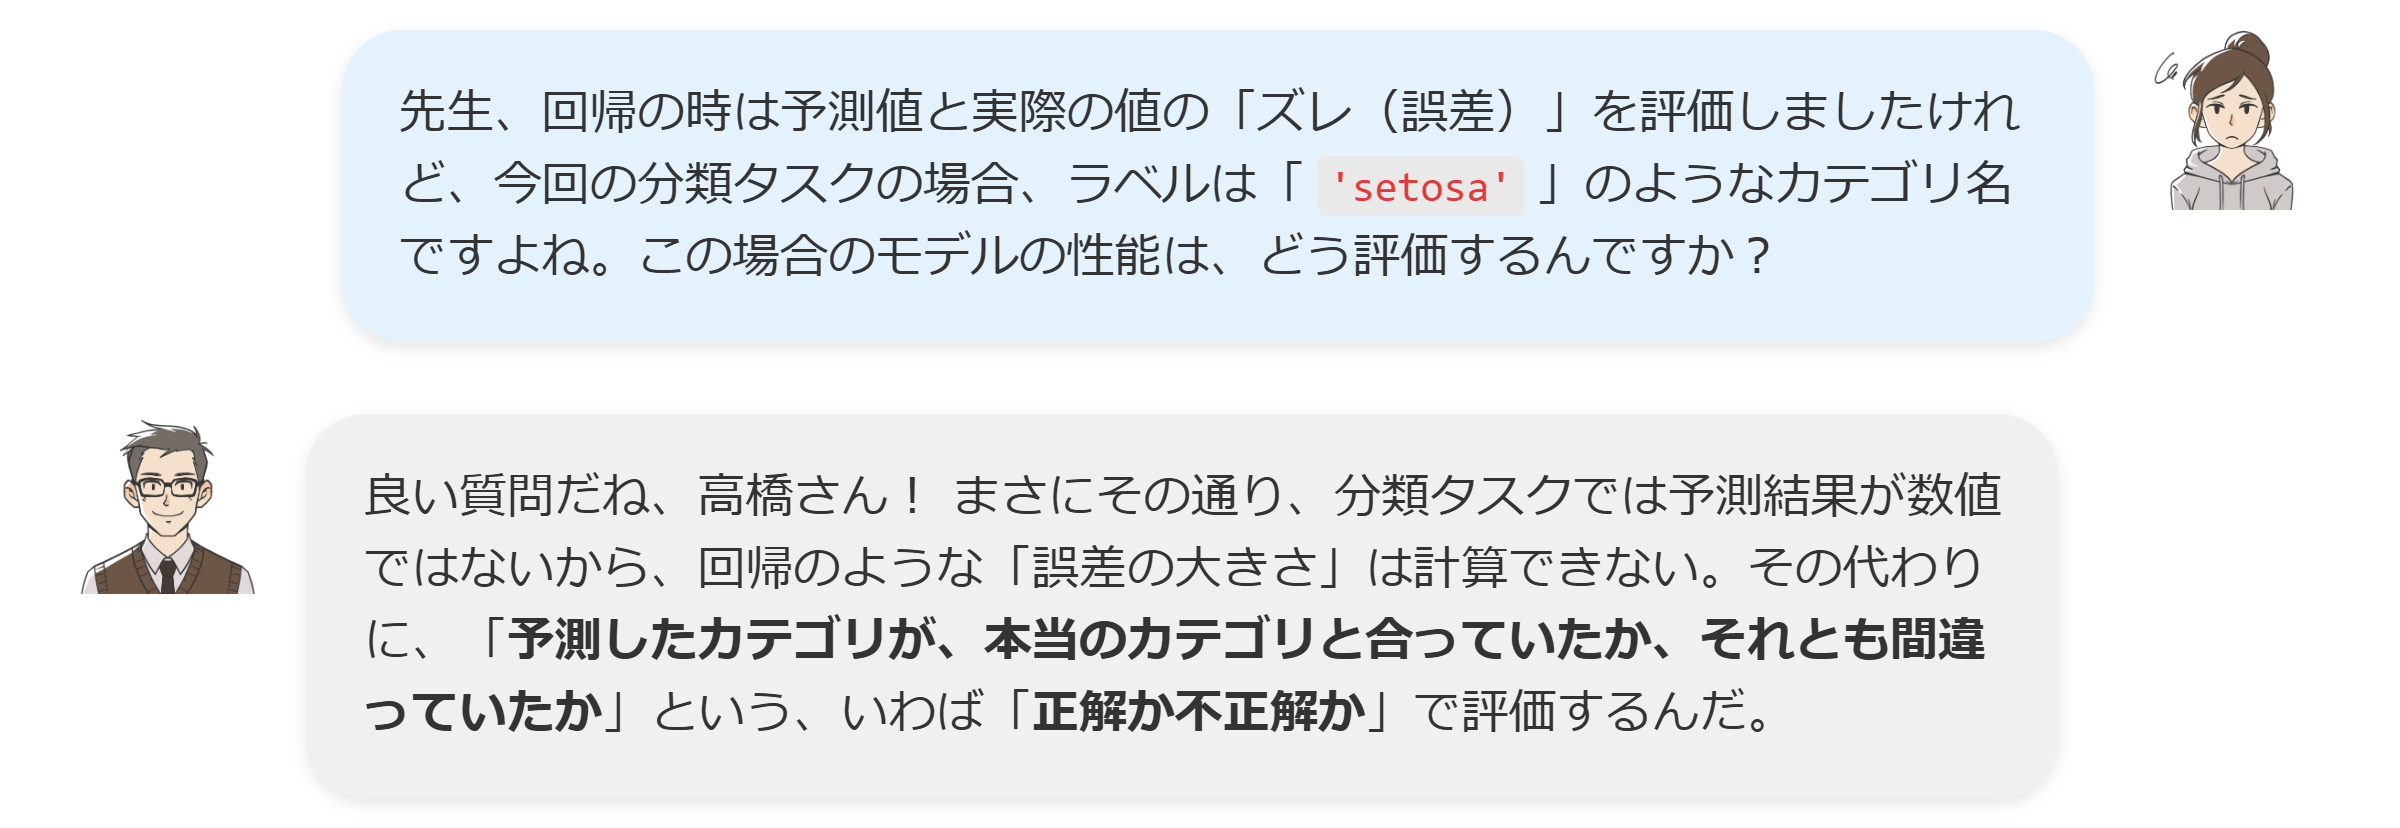 先生、回帰の時は予測値と実際の値の「ズレ（誤差）」を評価しましたけれ
ど、今回の分類タスクの場合、ラベルは「 'setosa' 」のようなカテゴリ名
ですよね。この場合のモデルの性能は、どう評価するんですか？
良い質問だね、高橋さん！ まさにその通り、分類タスクでは予測結果が数値
ではないから、回帰のような「誤差の大きさ」は計算できない。その代わり
に、「予測したカテゴリが、本当のカテゴリと合っていたか、それとも間違
っていたか」という、いわば「正解か不正解か」で評価するんだ。